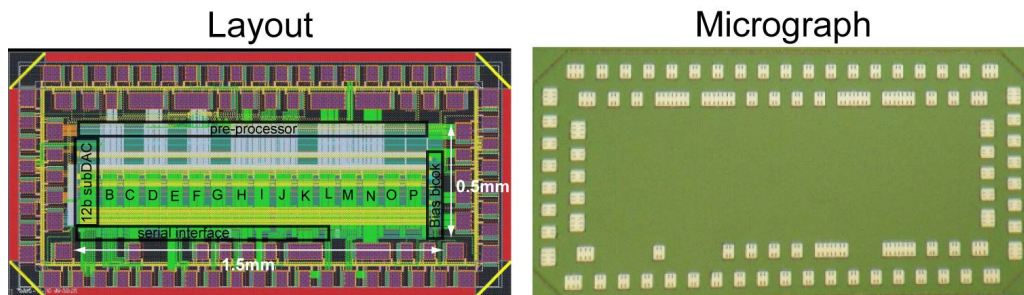 Layout
Micrograph
pre-processor
12b subDAC
B C D E F G H I J K L M N O P
Bias block
0.5mm
serial interface
1.5mm